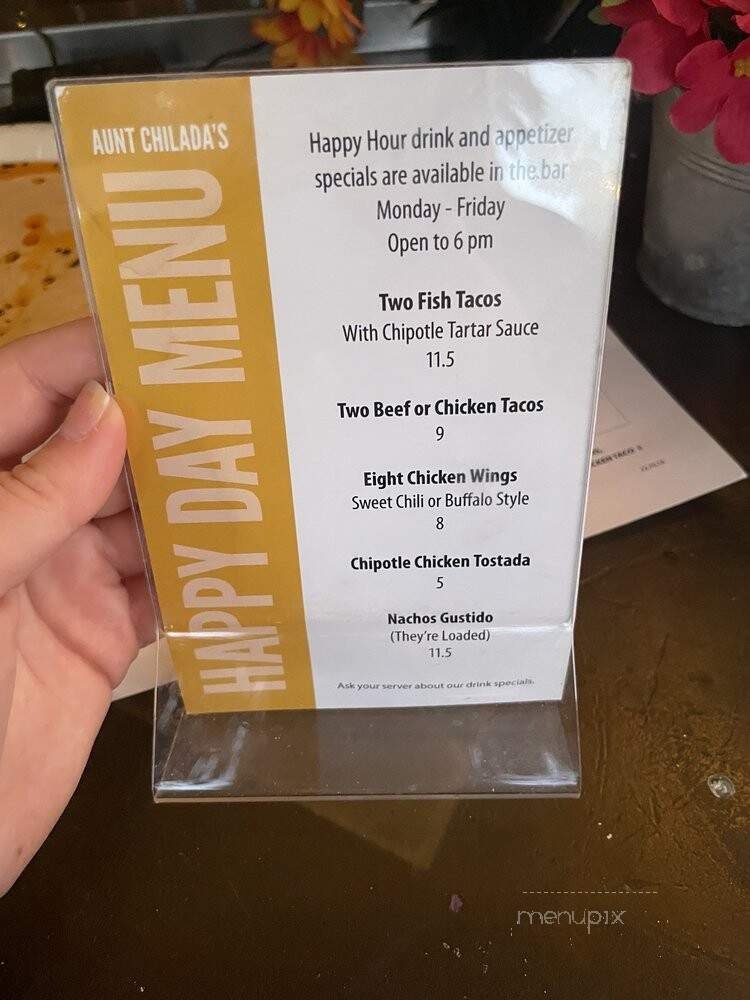 AUNT CHILADA'S
HAPPY DAY MENU
Happy Hour drink and appetizer
specials are available in the bar
Monday - Friday
Open to 6 pm
Two Fish Tacos
With Chipotle Tartar Sauce
11.5
Two Beef or Chicken Tacos
9
Eight Chicken Wings
Sweet Chili or Buffalo Style
8
Chipotle Chicken Tostada
5
Nachos Gustido
(They're Loaded)
11.5
Ask your server about our drink specials.
CKEN TACO
menupix